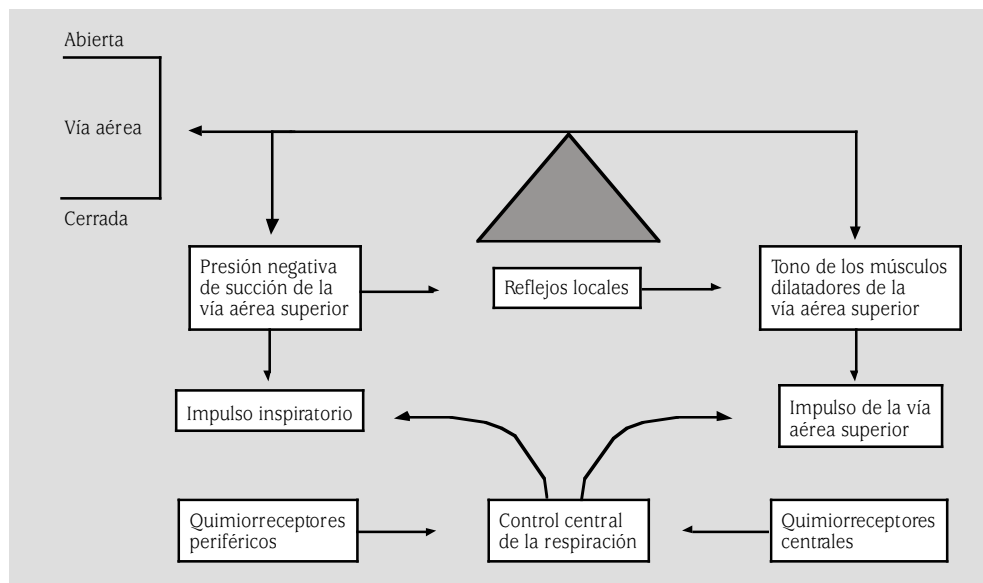 Abierta
Vía aérea
Cerrada
Presión negativa
de succión de la
vía aérea superior
Reflejos locales
Tono de los músculos
dilatadores de la
vía aérea superior
Impulso inspiratorio
Impulso de la vía
aérea superior
Quimiorreceptores
periféricos
Control central
de la respiración
Quimiorreceptores
centrales